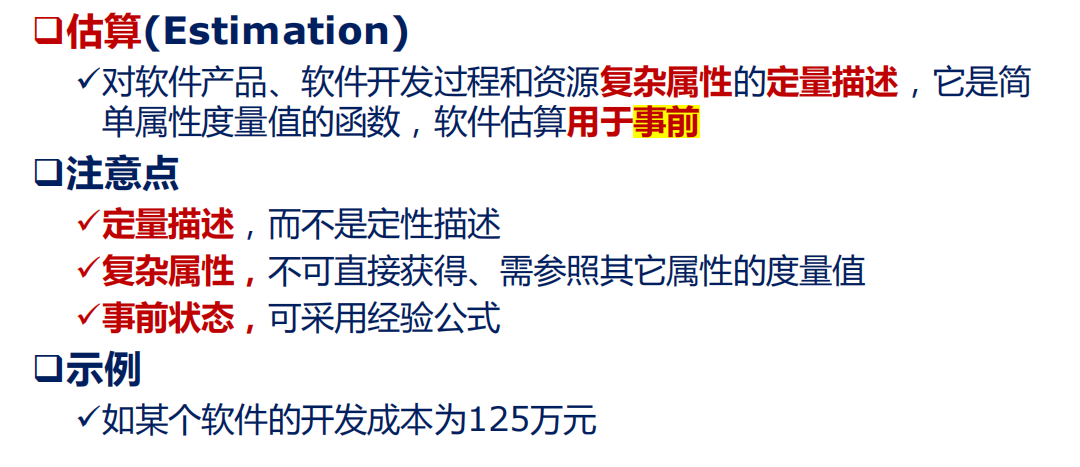 ❑估算(Estimation)
✓对软件产品、软件开发过程和资源复杂属性的定量描述，它是简
单属性度量值的函数，软件估算用于事前
❑注意点
✓定量描述，而不是定性描述
✓复杂属性，不可直接获得、需参照其它属性的度量值
✓事前状态，可采用经验公式
❑示例
✓如某个软件的开发成本为125万元